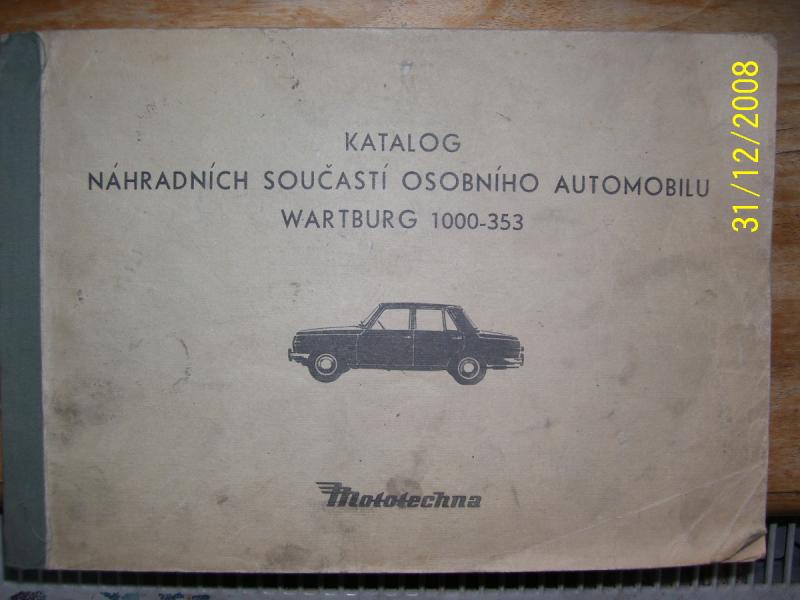 KATALOG
NÁHRADNÍCH SOUČASTÍ OSOBNÍHO AUTOMOBILU
WARTBURG 1000-353
Mototechna
31/12/2008